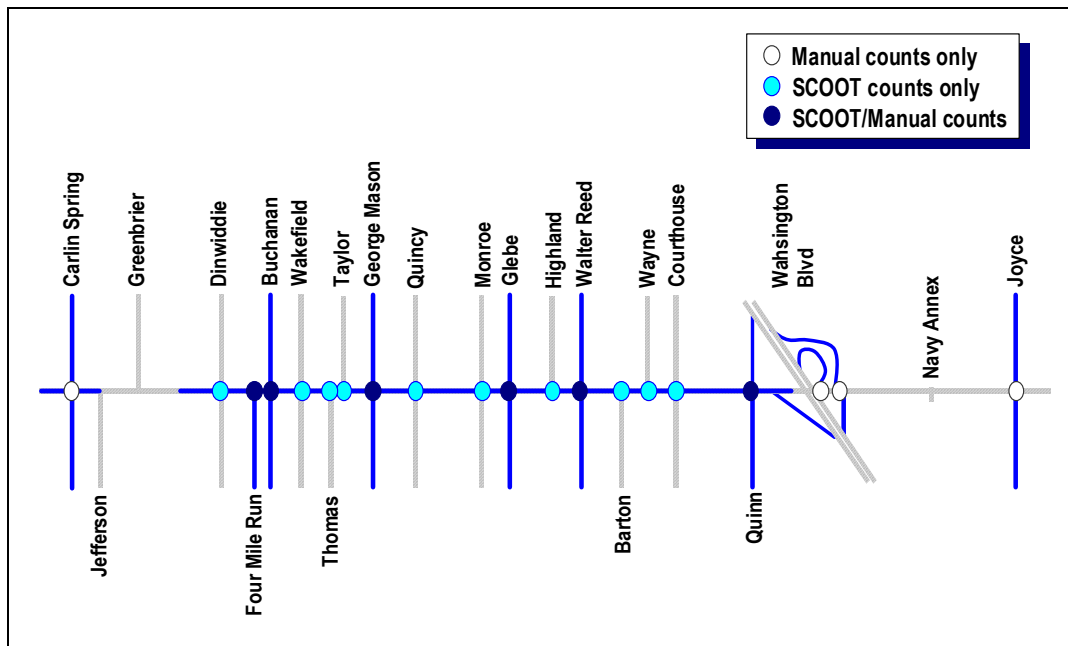 Manual counts only
SCOOT counts only
SCOOT/Manual counts
Carlin Spring
Greenbrier
Dinwiddie
Buchanan
Wakefield
Taylor
George Mason
Quincy
Monroe
Glebe
Highland
Walter Reed
Wayne
Courthouse
Wahsington
Blvd
Navy Annex
Joyce
Jefferson
Four Mile Run
Thomas
Barton
Quinn